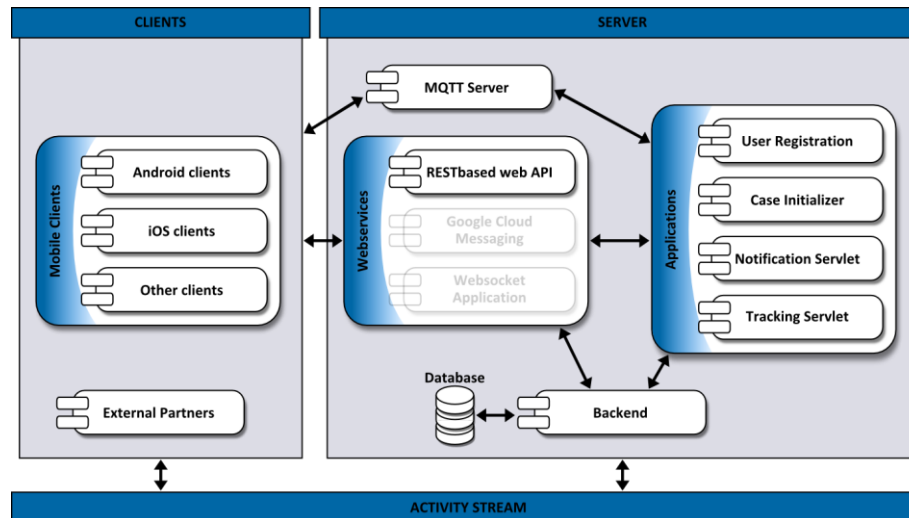 CLIENTS
SERVER
MQTT Server
Mobile Clients
Android clients
iOS clients
Other clients
External Partners
Webservices
RESTbased web API
Google Cloud
Messaging
Websocket
Application
Applications
User Registration
Case Initializer
Notification Servlet
Tracking Servlet
Database
Backend
ACTIVITY STREAM